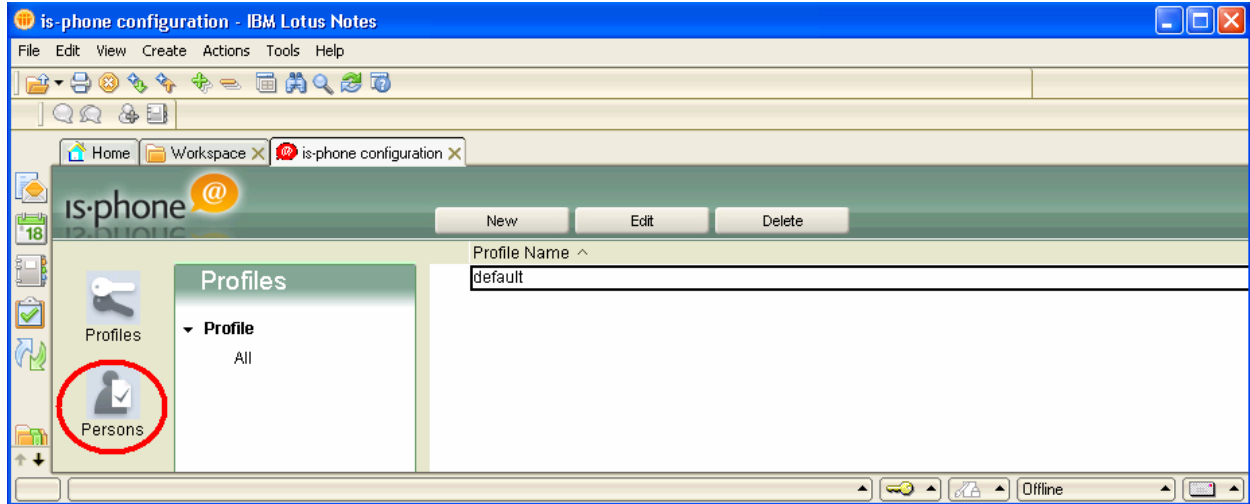 is-phone configuration - IBM Lotus Notes
File Edit View Create Actions Tools Help
Home Workspace is-phone configuration
is-phone @
New Edit Delete
18
Profile Name
Profiles
default
Profiles
Profile
All
Persons
Offline